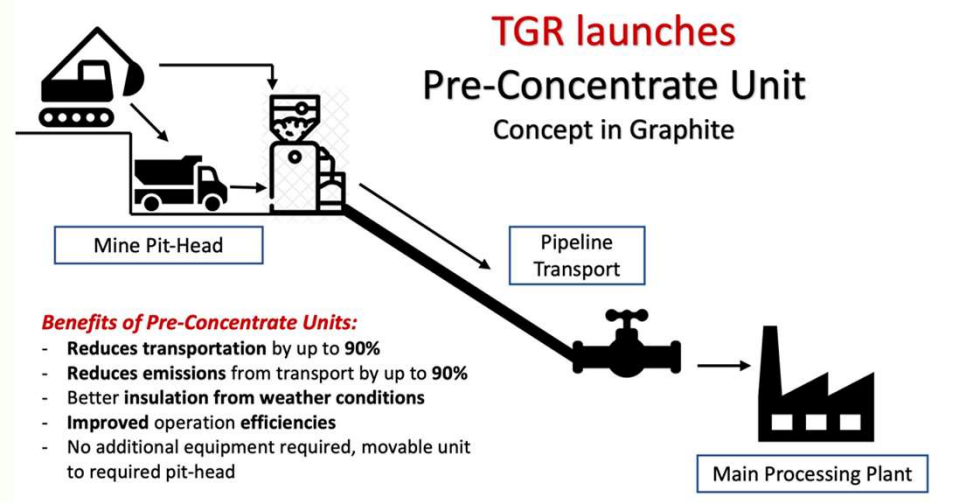 TGR launches
Pre-Concentrate Unit
Concept in Graphite
Mine Pit-Head
Pipeline
Transport
Benefits of Pre-Concentrate Units:
- Reduces transportation by up to 90%
- Reduces emissions from transport by up to 90%
- Better insulation from weather conditions
- Improved operation efficiencies
- No additional equipment required, movable unit
to required pit-head
Main Processing Plant